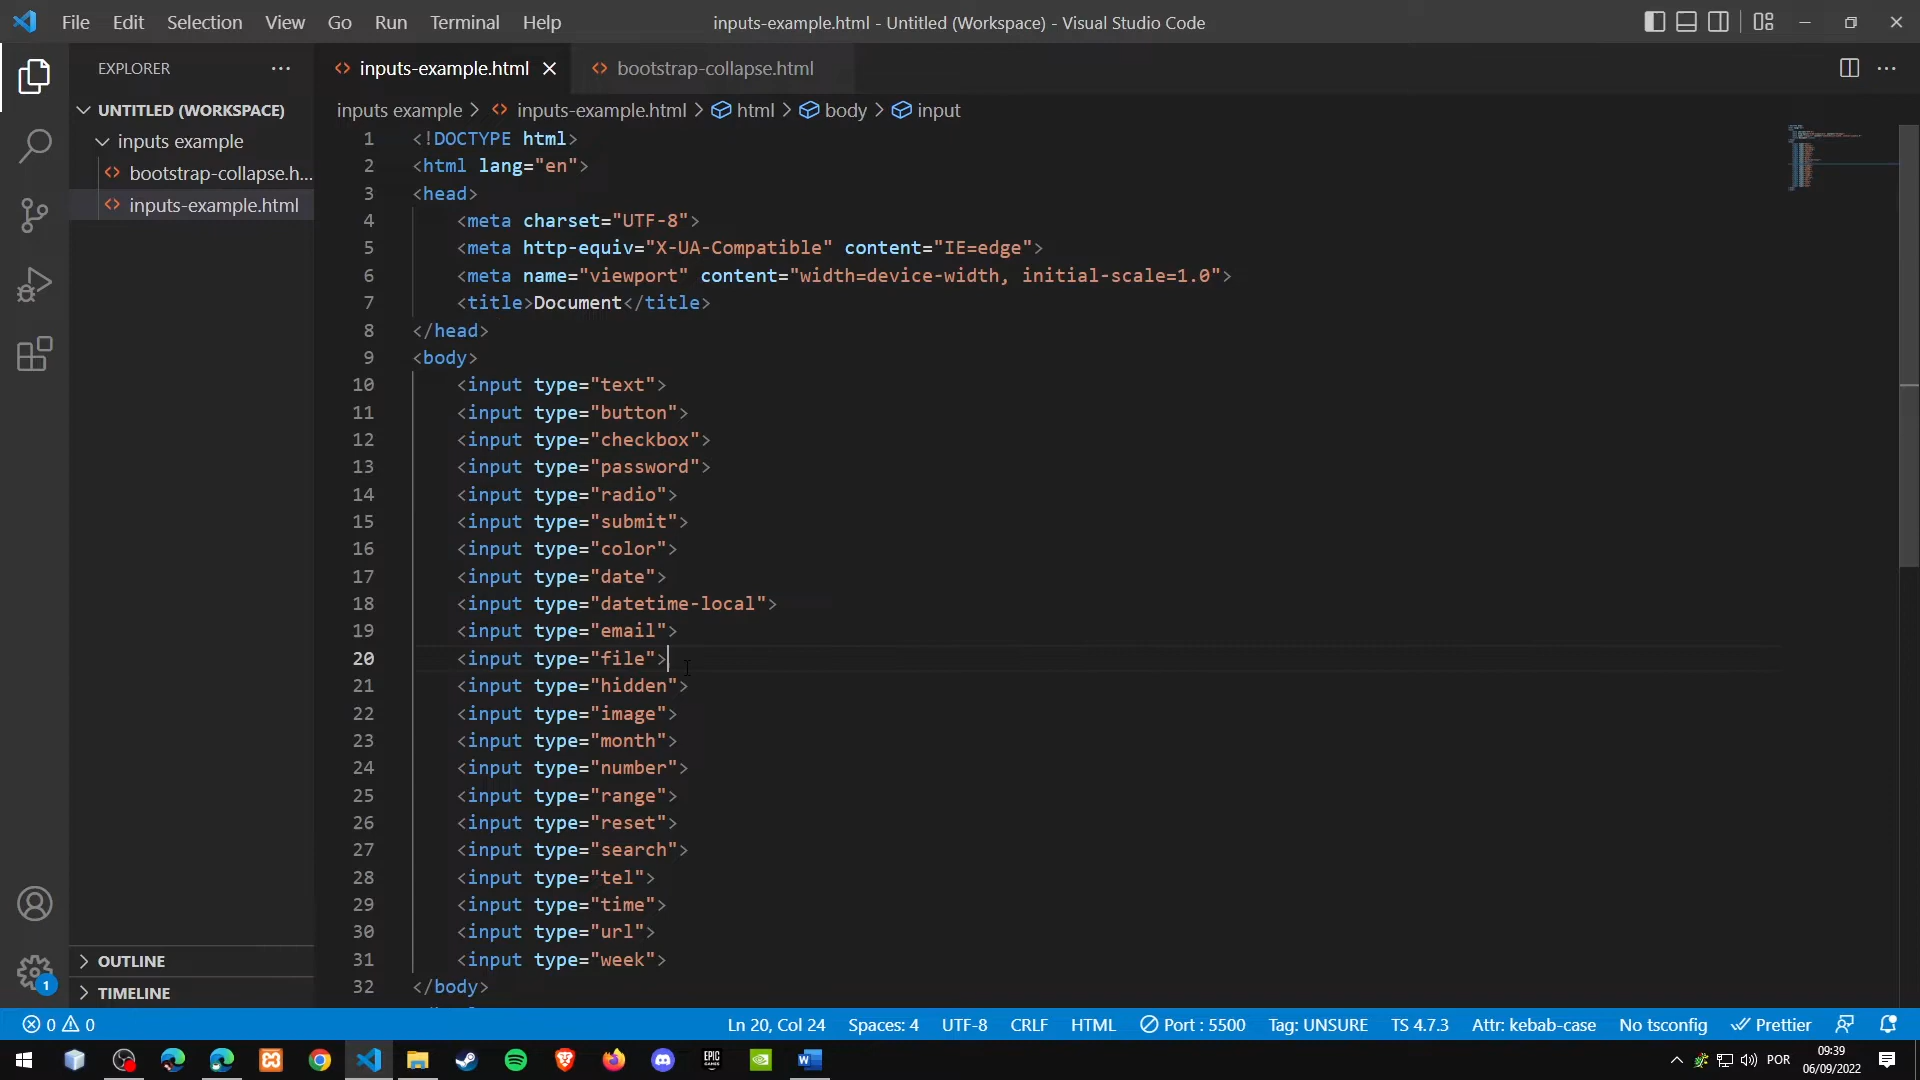 File Edit Selection View Go Run Terminal Help
inputs-example.html - Untitled (Workspace) - Visual Studio Code
EXPLORER
UNTITLED (WORKSPACE)
inputs example
bootstrap-collapse.h...
inputs-example.html
OUTLINE
TIMELINE
1
inputs-example.html bootstrap-collapse.html
inputs example > inputs-example.html > html > body > input
1 <!DOCTYPE html>
2 <html lang="en">
3 <head>
4 <meta charset="UTF-8">
5 <meta http-equiv="X-UA-Compatible" content="IE=edge">
6 <meta name="viewport" content="width=device-width, initial-scale=1.0">
7 <title>Document</title>
8 </head>
9 <body>
10 <input type="text">
11 <input type="button">
12 <input type="checkbox">
13 <input type="password">
14 <input type="radio">
15 <input type="submit">
16 <input type="color">
17 <input type="date">
18 <input type="datetime-local">
19 <input type="email">
20 <input type="file">
21 <input type="hidden">
22 <input type="image">
23 <input type="month">
24 <input type="number">
25 <input type="range">
26 <input type="reset">
27 <input type="search">
28 <input type="tel">
29 <input type="time">
30 <input type="url">
31 <input type="week">
32 </body>
0 0 Ln 20, Col 24 Spaces: 4 UTF-8 CRLF HTML Port : 5500 Tag: UNSURE TS 4.7.3 Attr: kebab-case No tsconfig Prettier
EPIC GAMES
POR
09:39
06/09/2022